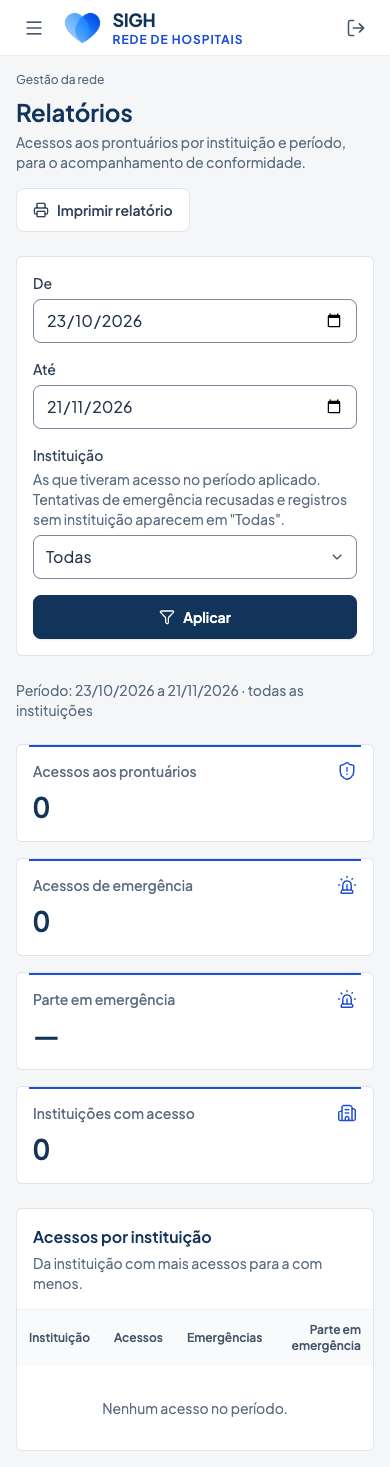 SIGH
REDE DE HOSPITAIS
Gestão da rede
Relatórios
Acessos aos prontuários por instituição e período,
para o acompanhamento de conformidade.
Imprimir relatório
De
23/10/2026
Até
21/11/2026
Instituição
As que tiveram acesso no período aplicado.
Tentativas de emergência recusadas e registros
sem instituição aparecem em "Todas".
Todas
Aplicar
Período: 23/10/2026 a 21/11/2026 · todas as
instituições
Acessos aos prontuários
0
Acessos de emergência
0
Parte em emergência
—
Instituições com acesso
0
Acessos por instituição
Da instituição com mais acessos para a com
menos.
Instituição Acessos Emergências Parte em
emergência
Nenhum acesso no período.